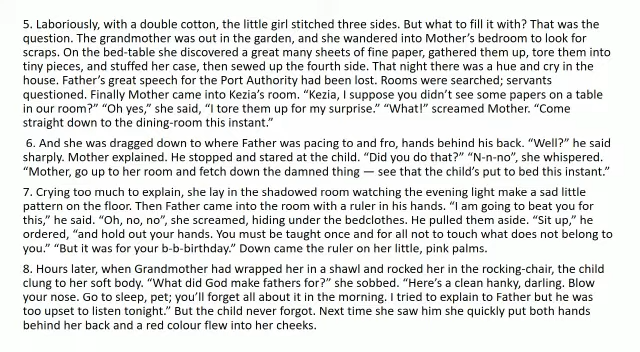 5. Laboriously, with a double cotton, the little girl stitched three sides. But what to fill it with? That was the
question. The grandmother was out in the garden, and she wandered into Mother’s bedroom to look for
scraps. On the bed-table she discovered a great many sheets of fine paper, gathered them up, tore them into
tiny pieces, and stuffed her case, then sewed up the fourth side. That night there was a hue and cry in the
house. Father’s great speech for the Port Authority had been lost. Rooms were searched; servants
questioned. Finally Mother came into Kezia’s room. “Kezia, I suppose you didn’t see some papers on a table
in our room?” “Oh yes,” she said, “I tore them up for my surprise.” “What!” screamed Mother. “Come
straight down to the dining-room this instant.”
6. And she was dragged down to where Father was pacing to and fro, hands behind his back. “Well?” he said
sharply. Mother explained. He stopped and stared at the child. “Did you do that?” “N-n-no”, she whispered.
“Mother, go up to her room and fetch down the damned thing — see that the child’s put to bed this instant.”
7. Crying too much to explain, she lay in the shadowed room watching the evening light make a sad little
pattern on the floor. Then Father came into the room with a ruler in his hands. “I am going to beat you for
this,” he said. “Oh, no, no”, she screamed, hiding under the bedclothes. He pulled them aside. “Sit up,” he
ordered, “and hold out your hands. You must be taught once and for all not to touch what does not belong to
you.” “But it was for your b-b-birthday.” Down came the ruler on her little, pink palms.
8. Hours later, when Grandmother had wrapped her in a shawl and rocked her in the rocking-chair, the child
clung to her soft body. “What did God make fathers for?” she sobbed. “Here’s a clean hanky, darling. Blow
your nose. Go to sleep, pet; you’ll forget all about it in the morning. I tried to explain to Father but he was
too upset to listen tonight.” But the child never forgot. Next time she saw him she quickly put both hands
behind her back and a red colour flew into her cheeks.